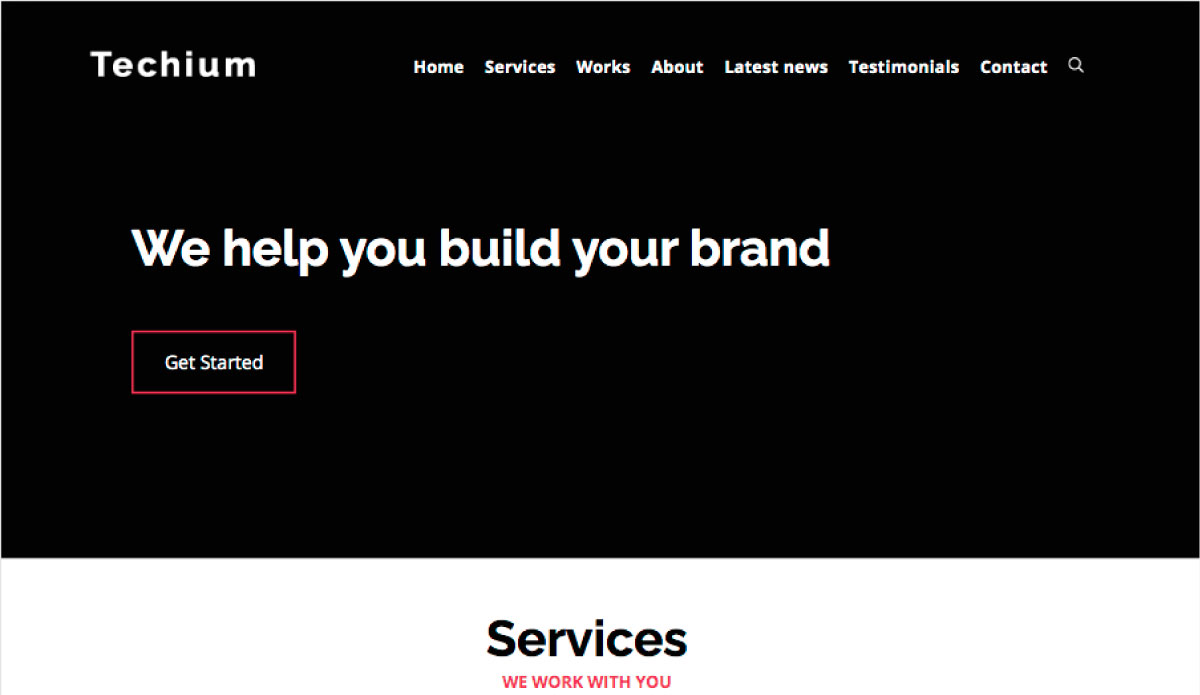 Techium
Home Services Works About Latest news Testimonials Contact
We help you build your brand
Get Started
Services
WE WORK WITH YOU